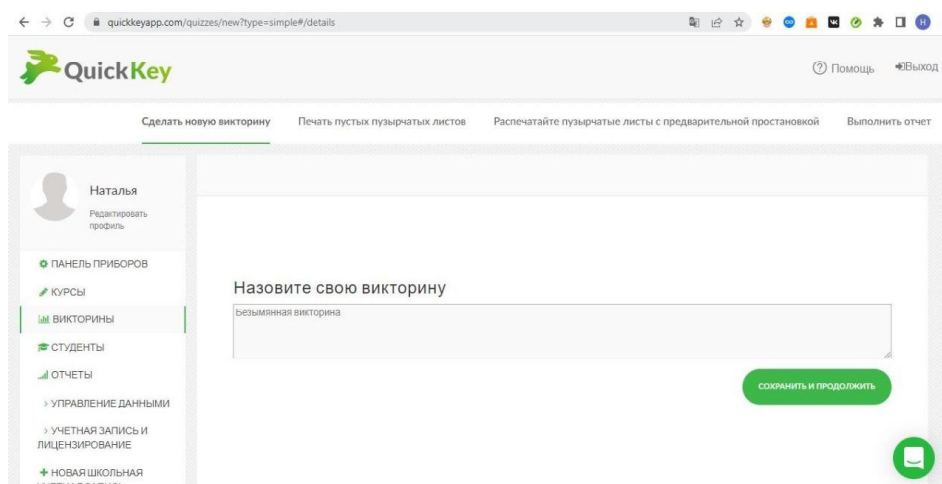 quickkeyapp.com/quizzes/new?type=simple#/details
QuickKey
Помощь
Выход
Сделать новую викторину
Печать пустых пузырчатых листов
Распечатайте пузырчатые листы с предварительной простановкой
Выполнить отчет
Наталья
Редактировать
профиль
ПАНЕЛЬ ПРИБОРОВ
КУРСЫ
ВИКТОРИНЫ
СТУДЕНТЫ
ОТЧЕТЫ
> УПРАВЛЕНИЕ ДАННЫМИ
> УЧЕТНАЯ ЗАПИСЬ И
ЛИЦЕНЗИРОВАНИЕ
НОВАЯ ШКОЛЬНАЯ
Назовите свою викторину
Безымянная викторина
СОХРАНИТЬ И ПРОДОЛЖИТЬ